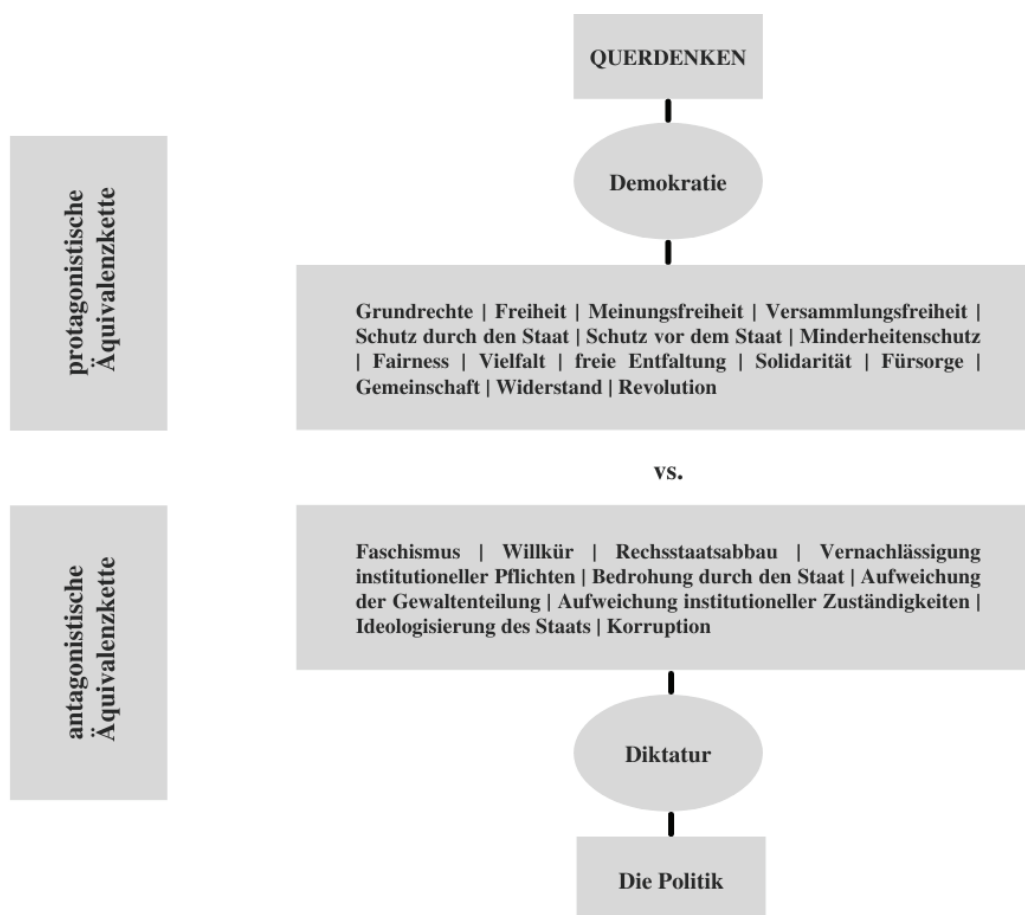 QUERDENKEN
Demokratie
protagonistische
Äquivalenzkette
Grundrechte | Freiheit | Meinungsfreiheit | Versammlungsfreiheit |
Schutz durch den Staat | Schutz vor dem Staat | Minderheitenschutz
| Fairness | Vielfalt | freie Entfaltung | Solidarität | Fürsorge |
Gemeinschaft | Widerstand | Revolution
vs.
antagonistische
Äquivalenzkette
Faschismus | Willkür | Rechsstaatsabbau | Vernachlässigung
institutioneller Pflichten | Bedrohung durch den Staat | Aufweichung
der Gewaltenteilung | Aufweichung institutioneller Zuständigkeiten |
Ideologisierung des Staats | Korruption
Diktatur
Die Politik